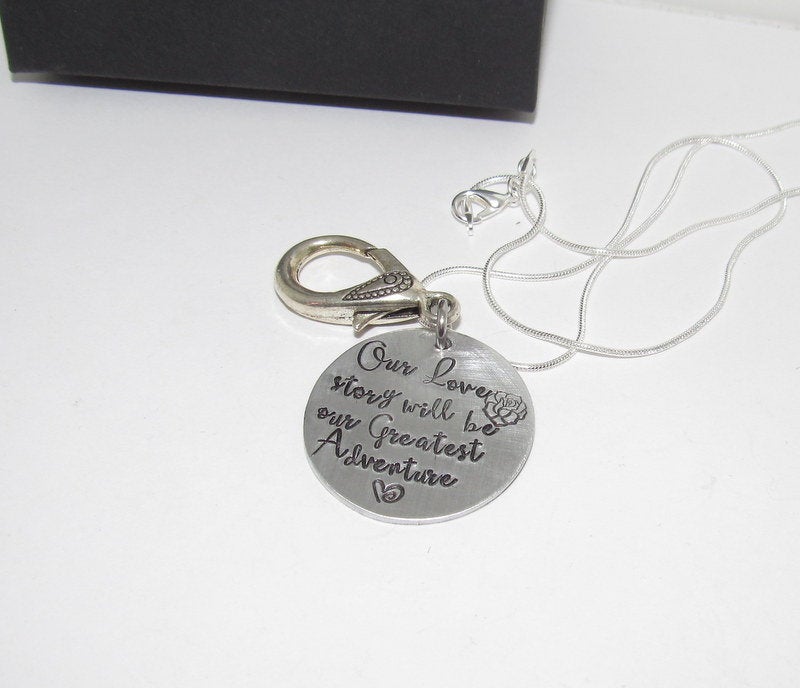 Our Love
story will be
our Greatest
Adventure